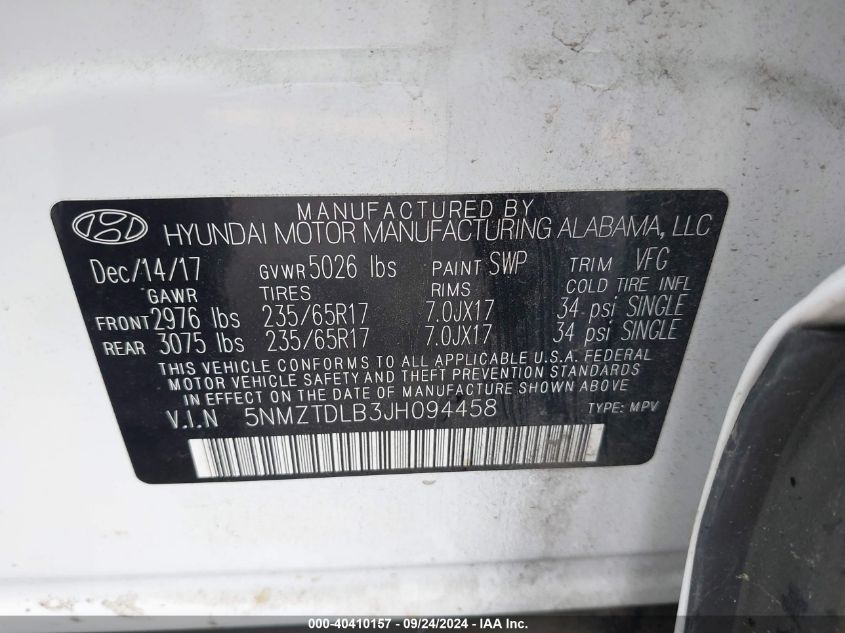 MANUFACTURED BY
HYUNDAI MOTOR MANUFACTURING ALABAMA, LLC
Dec/14/17 GVWR 5026 lbs PAINT SWP TRIM VFG
GAWR TIRES RIMS COLD TIRE INFL
FRONT 2976 lbs 235/65R17 7.0JX17 34 psi SINGLE
REAR 3075 lbs 235/65R17 7.0JX17 34 psi SINGLE
THIS VEHICLE CONFORMS TO ALL APPLICABLE U.S.A. FEDERAL
MOTOR VEHICLE SAFETY AND THEFT PREVENTION STANDARDS
IN EFFECT ON THE DATE OF MANUFACTURE SHOWN ABOVE.
V.I.N 5NMZTDLB3JH094458 TYPE: MPV
000-40410157 - 09/24/2024 - IAA Inc.